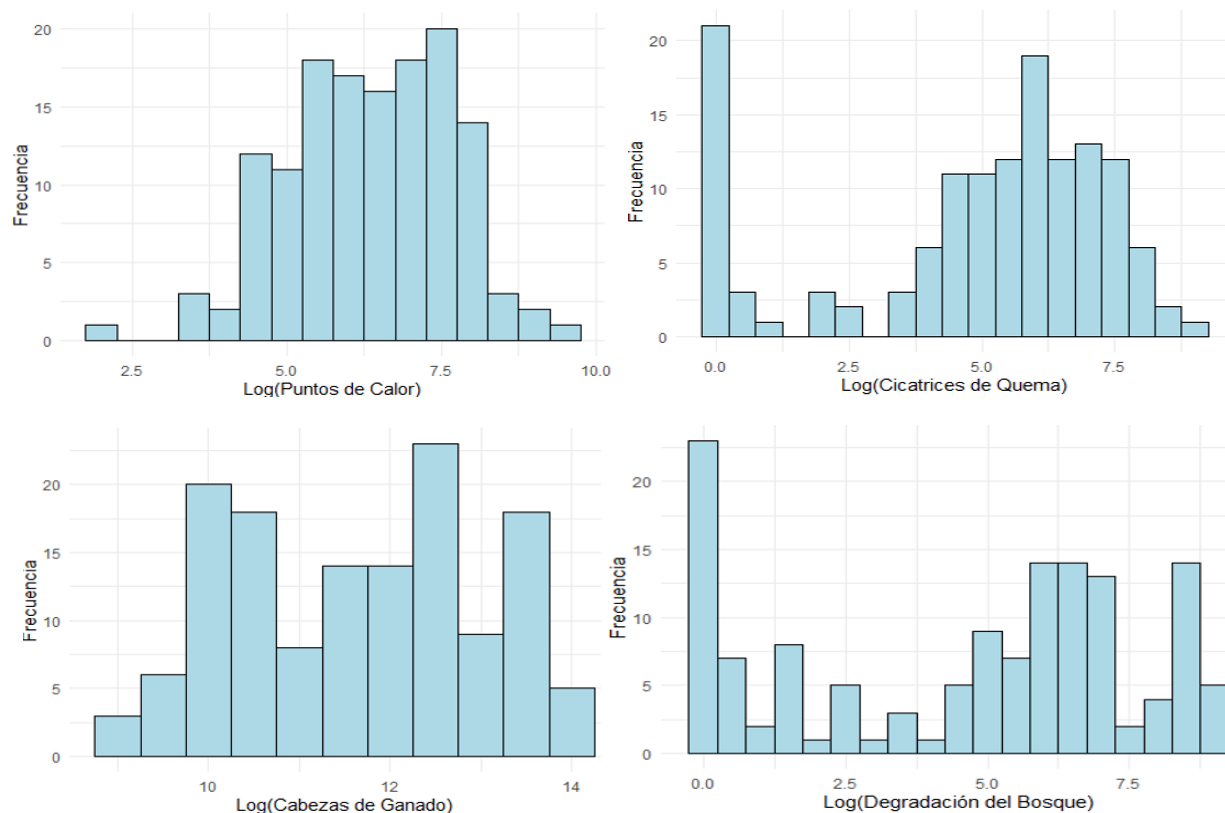 20
15
10
5
0
Frecuencia
2.5 5.0 7.5 10.0
Log(Puntos de Calor)
20
15
10
5
0
Frecuencia
0.0 2.5 5.0 7.5
Log(Cicatrices de Quema)
20
15
10
5
0
Frecuencia
10 12 14
Log(Cabezas de Ganado)
20
15
10
5
0
Frecuencia
0.0 2.5 5.0 7.5
Log(Degradación del Bosque)